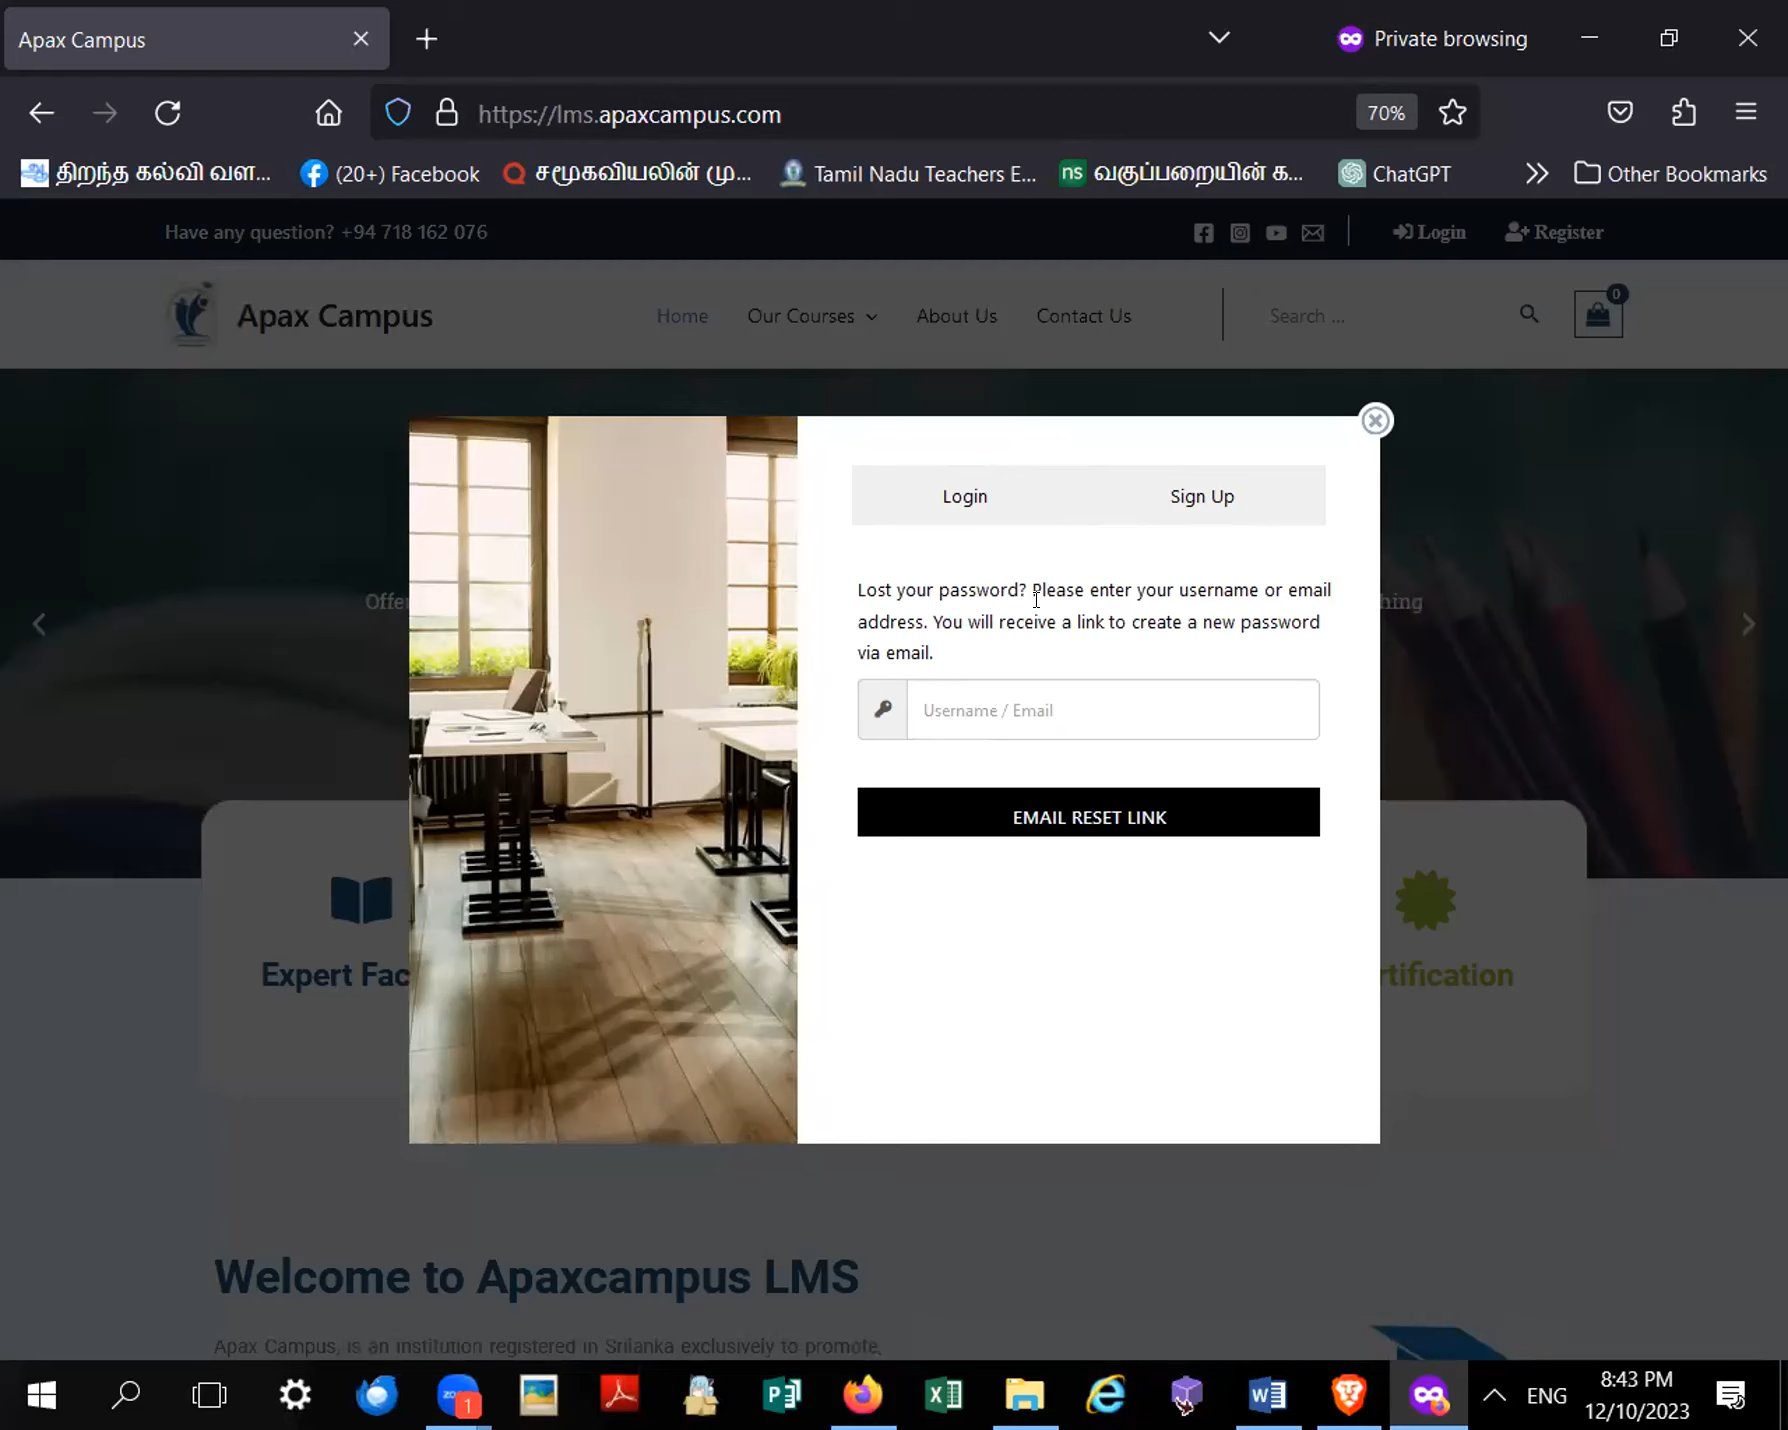 Apax Campus
Private browsing
https://lms.apaxcampus.com
70%
திறந்த கல்வி வள...
(20+) Facebook
சமூகவியலின் மு...
Tamil Nadu Teachers E...
ns வகுப்பறையின் க...
ChatGPT
Other Bookmarks
Have any question? +94 718 162 076
Login
Register
Apax Campus
Home
Our Courses
About Us
Contact Us
Search ...
0
Login
Sign Up
Lost your password? Please enter your username or email
address. You will receive a link to create a new password
via email.
Username / Email
EMAIL RESET LINK
Offe
hing
Expert Fac
rtification
Welcome to Apaxcampus LMS
Apax Campus, is an institution registered in Srilanka exclusively to promote,
zoom
1
ENG
8:43 PM
12/10/2023